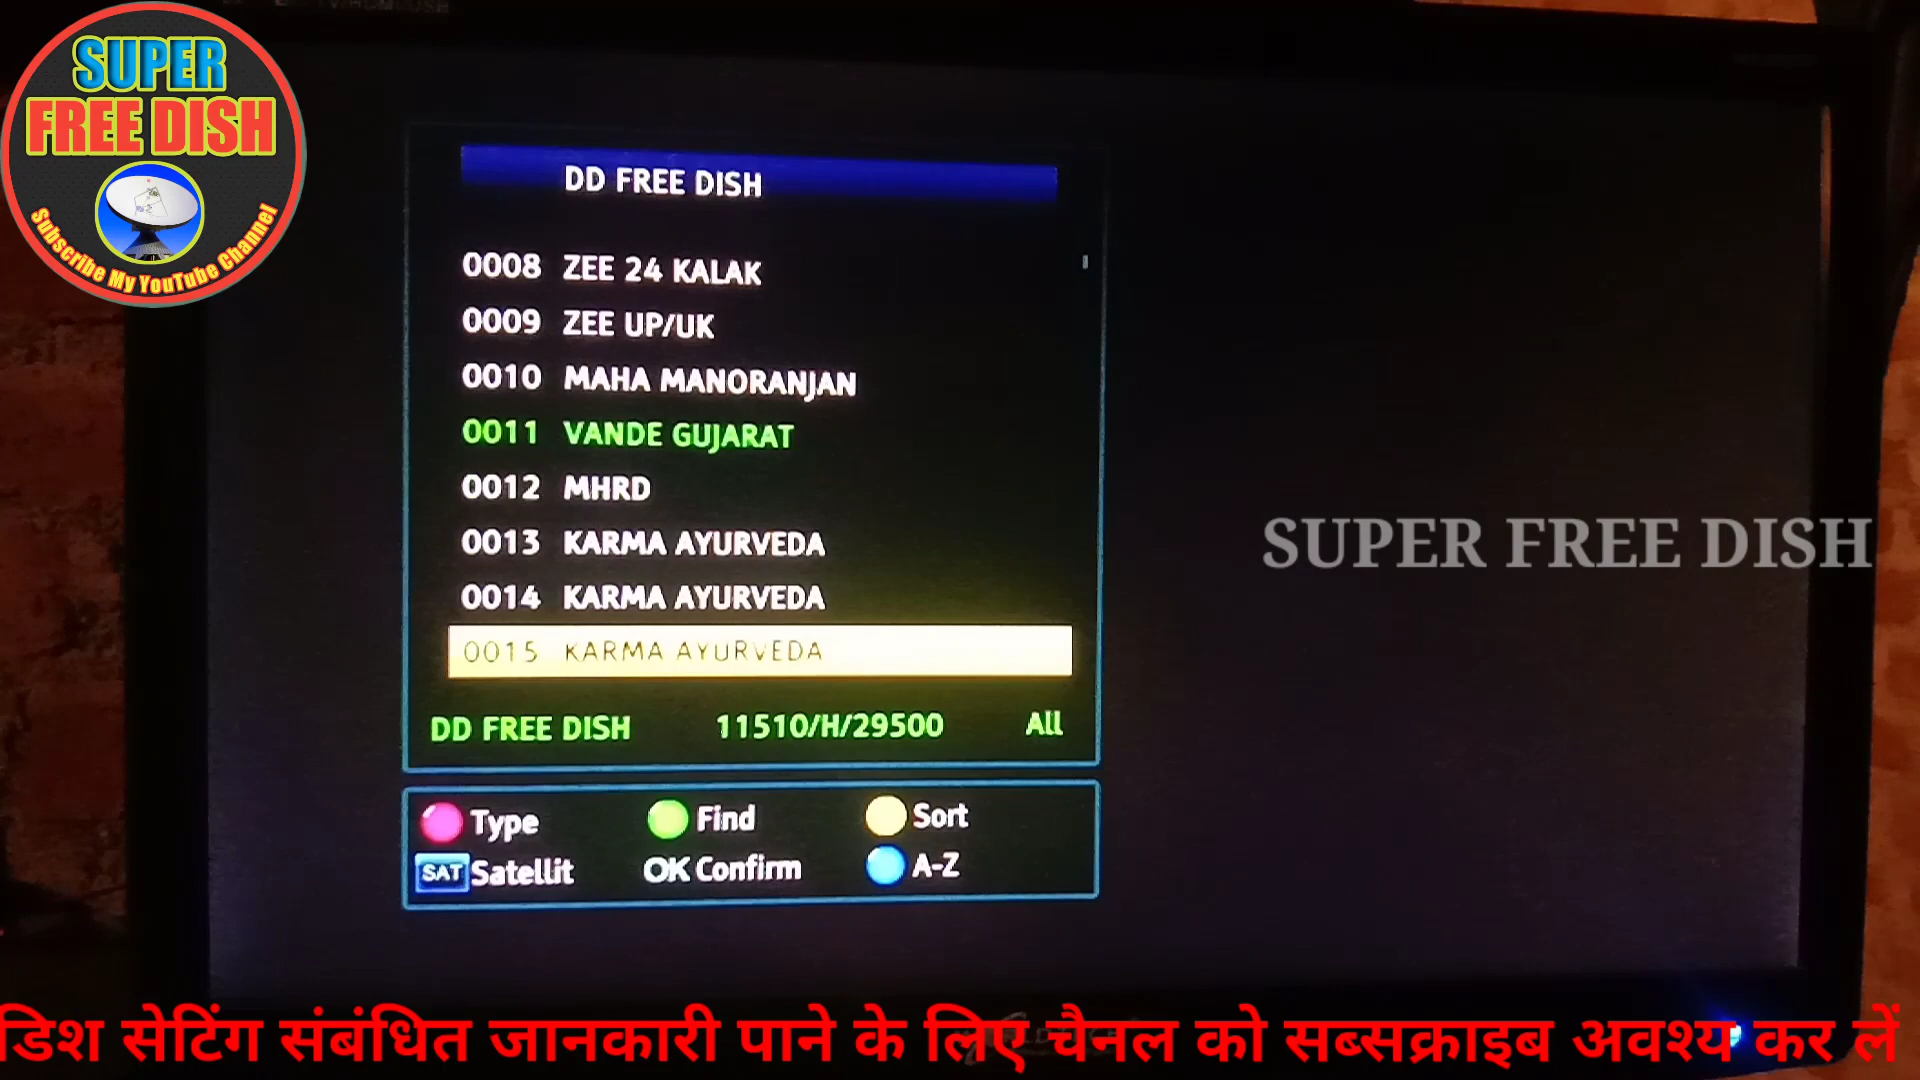 SUPER
FREE DISH
Subscribe My YouTube Channel
DD FREE DISH
0008 ZEE 24 KALAK
0009 ZEE UP/UK
0010 MAHA MANORANJAN
0011 VANDE GUJARAT
0012 MHRD
0013 KARMA AYURVEDA
0014 KARMA AYURVEDA
0015 KARMA AYURVEDA
DD FREE DISH 11510/H/29500 All
Type Find Sort
SAT Satellit OK Confirm A-Z
SUPER FREE DISH
डिश सेटिंग संबंधित जानकारी पाने के लिए चैनल को सब्सक्राइब अवश्य कर लें